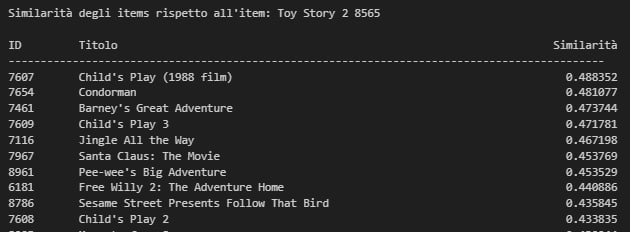 Similarità degli items rispetto all'item: Toy Story 2 8565
ID Titolo Similarità
--------------------------------------------------------------------------------------------
7607 Child's Play (1988 film) 0.488352
7654 Condorman 0.481077
7461 Barney's Great Adventure 0.473744
7609 Child's Play 3 0.471781
7116 Jingle All the Way 0.467198
7967 Santa Claus: The Movie 0.453769
8961 Pee-wee's Big Adventure 0.453529
6181 Free Willy 2: The Adventure Home 0.440886
8786 Sesame Street Presents Follow That Bird 0.435845
7608 Child's Play 2 0.433835